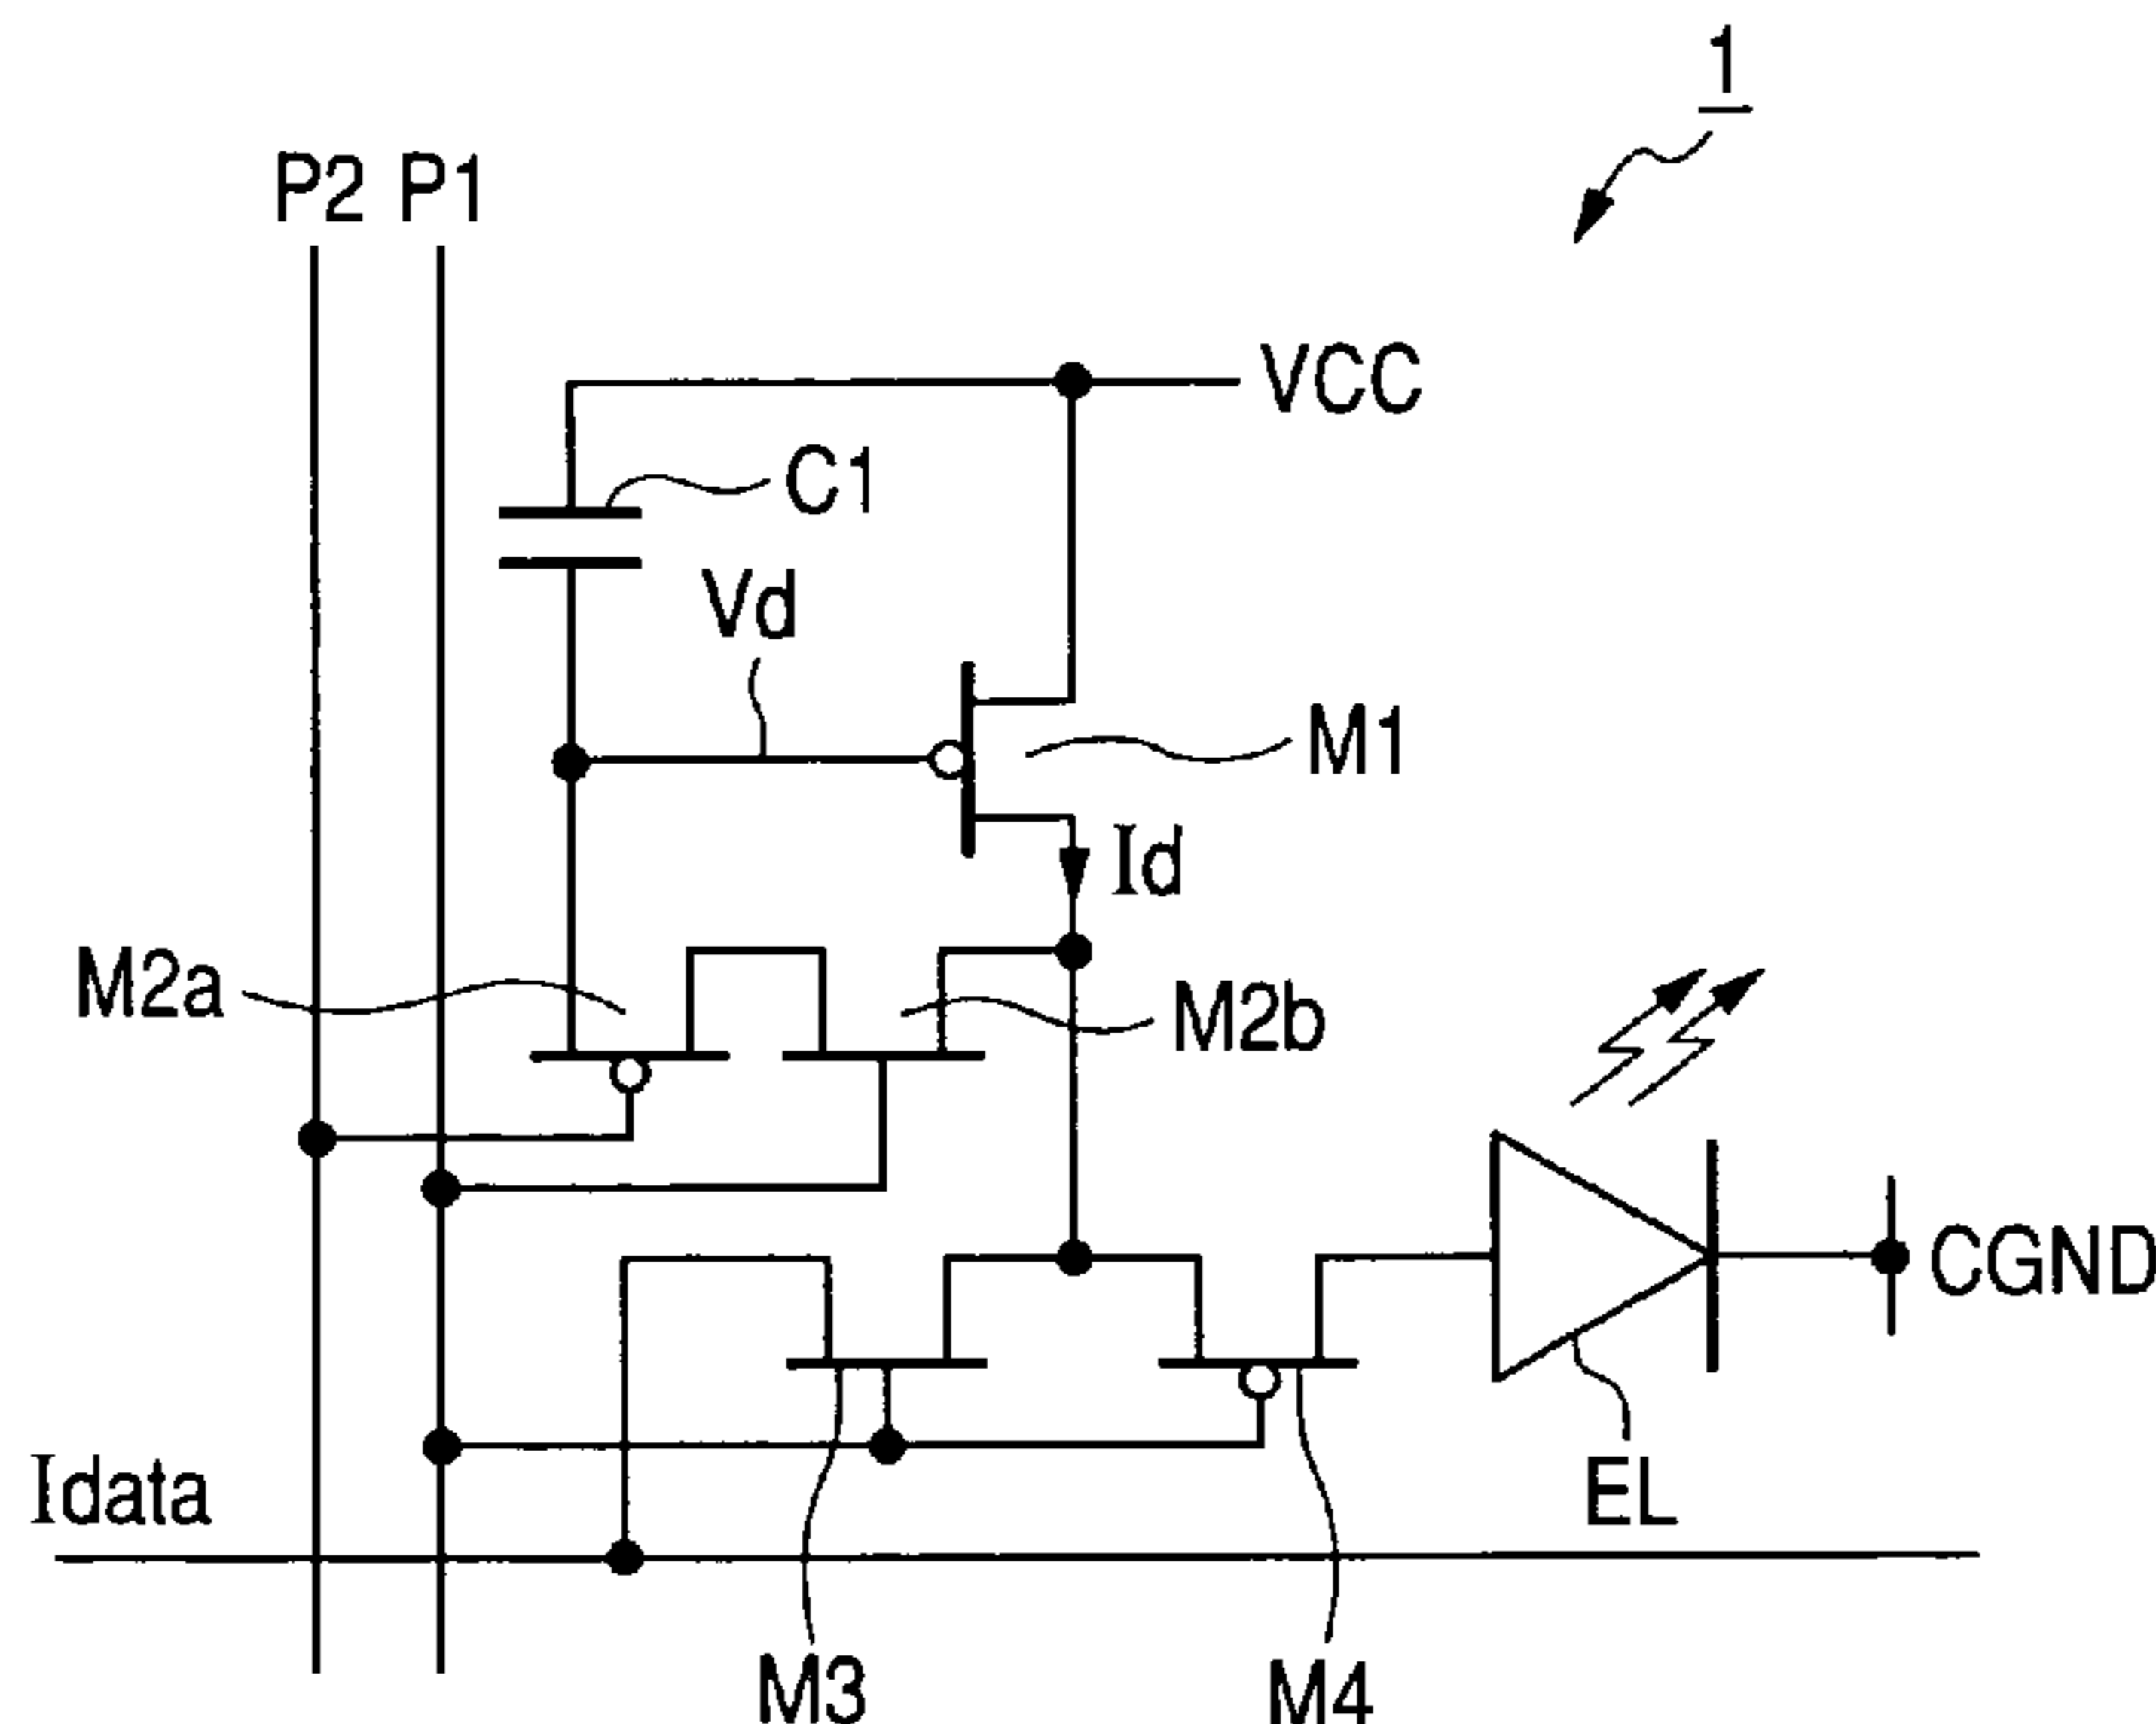 1
P2 P1
VCC
C1
Vd
M1
Id
M2a
M2b
CGND
Idata
EL
M3
M4